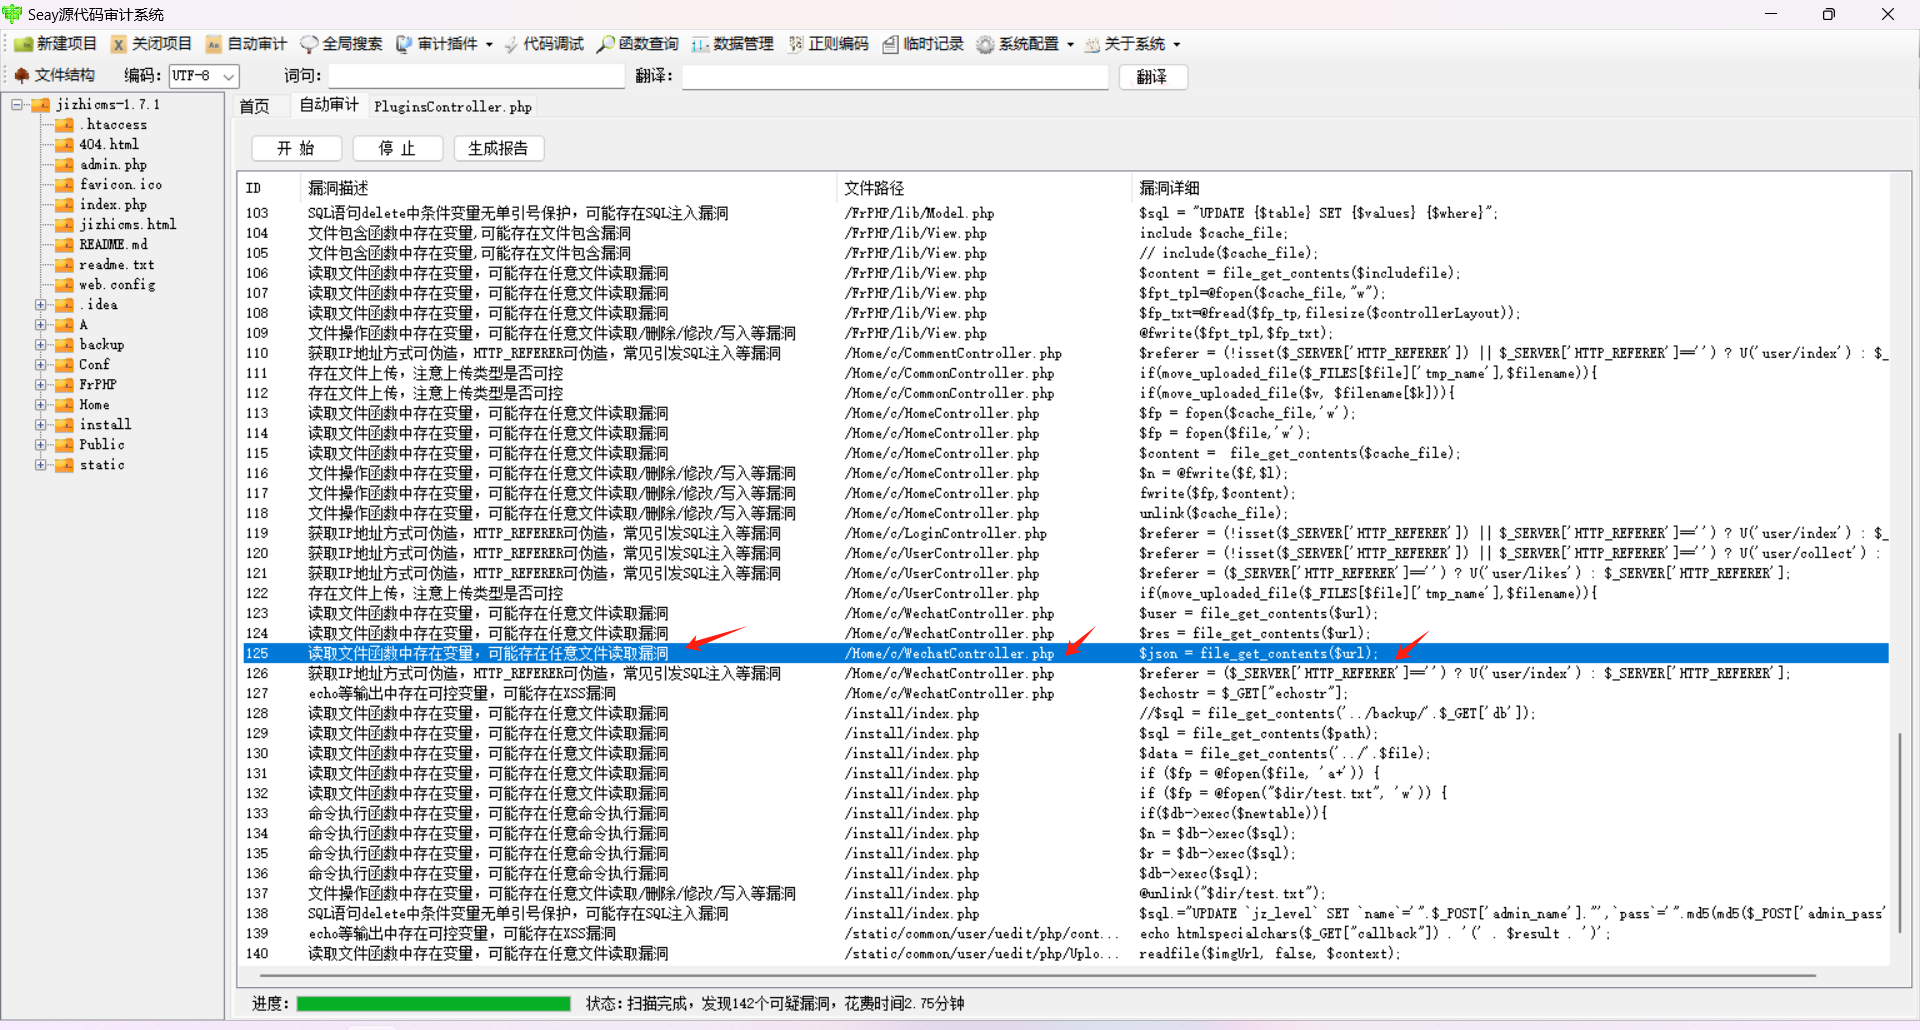 Seay源代码审计系统
新建项目 关闭项目 自动审计 全局搜索 审计插件 代码调试 函数查询 数据管理 正则编码 临时记录 系统配置 关于系统
文件结构 编码: UTF-8 词句: 翻译: 翻译
jizhicms-1.7.1
.htaccess
404.html
admin.php
favicon.ico
index.php
jizhicms.html
README.md
readme.txt
web.config
.idea
A
backup
Conf
FrPHP
Home
install
Public
static
首页 自动审计 PluginsController.php
开 始 停 止 生成报告
ID 漏洞描述 文件路径 漏洞详细
103 SQL语句delete中条件变量无单引号保护，可能存在SQL注入漏洞 /FrPHP/lib/Model.php $sql = "UPDATE {$table} SET {$values} {$where}";
104 文件包含函数中存在变量,可能存在文件包含漏洞 /FrPHP/lib/View.php include $cache_file;
105 文件包含函数中存在变量,可能存在文件包含漏洞 /FrPHP/lib/View.php // include($cache_file);
106 读取文件函数中存在变量，可能存在任意文件读取漏洞 /FrPHP/lib/View.php $content = file_get_contents($includefile);
107 读取文件函数中存在变量，可能存在任意文件读取漏洞 /FrPHP/lib/View.php $fpt_tpl=@fopen($cache_file,"w");
108 读取文件函数中存在变量，可能存在任意文件读取漏洞 /FrPHP/lib/View.php $fp_txt=@fread($fp_tp,filesize($controllerLayout));
109 文件操作函数中存在变量，可能存在任意文件读取/删除/修改/写入等漏洞 /FrPHP/lib/View.php @fwrite($fpt_tpl,$fp_txt);
110 获取IP地址方式可伪造，HTTP_REFERER可伪造，常见引发SQL注入等漏洞 /Home/c/CommentController.php $referer = (!isset($_SERVER['HTTP_REFERER']) || $_SERVER['HTTP_REFERER']=='') ? U('user/index') : $_
111 存在文件上传，注意上传类型是否可控 /Home/c/CommonController.php if(move_uploaded_file($_FILES[$file]['tmp_name'],$filename)){
112 存在文件上传，注意上传类型是否可控 /Home/c/CommonController.php if(move_uploaded_file($v, $filename[$k])){
113 读取文件函数中存在变量，可能存在任意文件读取漏洞 /Home/c/HomeController.php $fp = fopen($cache_file,'w');
114 读取文件函数中存在变量，可能存在任意文件读取漏洞 /Home/c/HomeController.php $fp = fopen($file,'w');
115 读取文件函数中存在变量，可能存在任意文件读取漏洞 /Home/c/HomeController.php $content =  file_get_contents($cache_file);
116 文件操作函数中存在变量，可能存在任意文件读取/删除/修改/写入等漏洞 /Home/c/HomeController.php $n = @fwrite($f,$l);
117 文件操作函数中存在变量，可能存在任意文件读取/删除/修改/写入等漏洞 /Home/c/HomeController.php fwrite($fp,$content);
118 文件操作函数中存在变量，可能存在任意文件读取/删除/修改/写入等漏洞 /Home/c/HomeController.php unlink($cache_file);
119 获取IP地址方式可伪造，HTTP_REFERER可伪造，常见引发SQL注入等漏洞 /Home/c/LoginController.php $referer = (!isset($_SERVER['HTTP_REFERER']) || $_SERVER['HTTP_REFERER']=='') ? U('user/index') : $_
120 获取IP地址方式可伪造，HTTP_REFERER可伪造，常见引发SQL注入等漏洞 /Home/c/UserController.php $referer = (!isset($_SERVER['HTTP_REFERER']) || $_SERVER['HTTP_REFERER']=='') ? U('user/collect') :
121 获取IP地址方式可伪造，HTTP_REFERER可伪造，常见引发SQL注入等漏洞 /Home/c/UserController.php $referer = ($_SERVER['HTTP_REFERER']=='') ? U('user/likes') : $_SERVER['HTTP_REFERER'];
122 存在文件上传，注意上传类型是否可控 /Home/c/UserController.php if(move_uploaded_file($_FILES[$file]['tmp_name'],$filename)){
123 读取文件函数中存在变量，可能存在任意文件读取漏洞 /Home/c/WechatController.php $user = file_get_contents($url);
124 读取文件函数中存在变量，可能存在任意文件读取漏洞 /Home/c/WechatController.php $res = file_get_contents($url);
125 读取文件函数中存在变量，可能存在任意文件读取漏洞 /Home/c/WechatController.php $json = file_get_contents($url);
126 获取IP地址方式可伪造，HTTP_REFERER可伪造，常见引发SQL注入等漏洞 /Home/c/WechatController.php $referer = ($_SERVER['HTTP_REFERER']=='') ? U('user/index') : $_SERVER['HTTP_REFERER'];
127 echo等输出中存在可控变量，可能存在XSS漏洞 /Home/c/WechatController.php $echostr = $_GET["echostr"];
128 读取文件函数中存在变量，可能存在任意文件读取漏洞 /install/index.php //$sql = file_get_contents('../backup/'.$_GET['db']);
129 读取文件函数中存在变量，可能存在任意文件读取漏洞 /install/index.php $sql = file_get_contents($path);
130 读取文件函数中存在变量，可能存在任意文件读取漏洞 /install/index.php $data = file_get_contents('../'.$file);
131 读取文件函数中存在变量，可能存在任意文件读取漏洞 /install/index.php if ($fp = @fopen($file, 'a+')) {
132 读取文件函数中存在变量，可能存在任意文件读取漏洞 /install/index.php if ($fp = @fopen("$dir/test.txt", 'w')) {
133 命令执行函数中存在变量，可能存在任意命令执行漏洞 /install/index.php if($db->exec($newtable)){
134 命令执行函数中存在变量，可能存在任意命令执行漏洞 /install/index.php $n = $db->exec($sql);
135 命令执行函数中存在变量，可能存在任意命令执行漏洞 /install/index.php $r = $db->exec($sql);
136 命令执行函数中存在变量，可能存在任意命令执行漏洞 /install/index.php $db->exec($sql);
137 文件操作函数中存在变量，可能存在任意文件读取/删除/修改/写入等漏洞 /install/index.php @unlink("$dir/test.txt");
138 SQL语句delete中条件变量无单引号保护，可能存在SQL注入漏洞 /install/index.php $sql.="UPDATE `jz_level` SET `name`='".$_POST['admin_name']."',`pass`='".md5(md5($_POST['admin_pass'
139 echo等输出中存在可控变量，可能存在XSS漏洞 /static/common/user/uedit/php/cont... echo htmlspecialchars($_GET["callback"]) . '(' . $result . ')';
140 读取文件函数中存在变量，可能存在任意文件读取漏洞 /static/common/user/uedit/php/Uplo... readfile($imgUrl, false, $context);
进度: 状态:扫描完成，发现142个可疑漏洞，花费时间2.75分钟